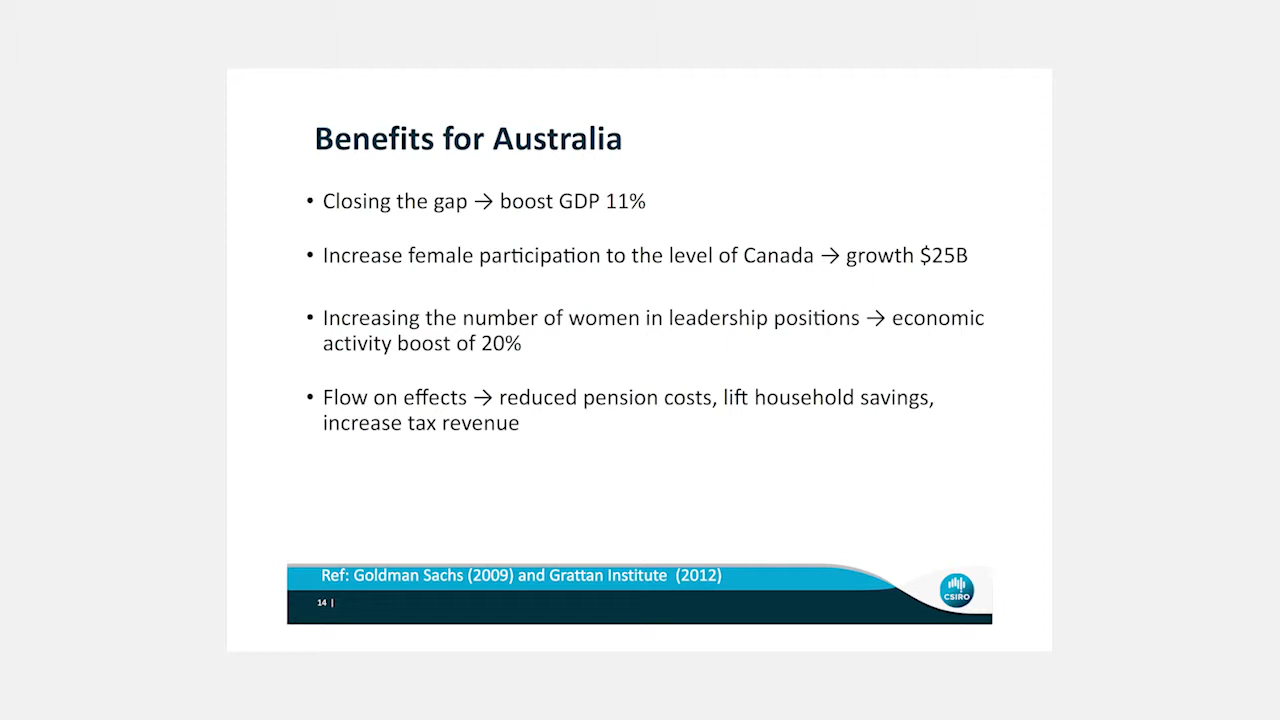 Benefits for Australia
• Closing the gap → boost GDP 11%
• Increase female participation to the level of Canada → growth $25B
• Increasing the number of women in leadership positions → economic
activity boost of 20%
• Flow on effects → reduced pension costs, lift household savings,
increase tax revenue
Ref: Goldman Sachs (2009) and Grattan Institute (2012)
14 |
CSIRO